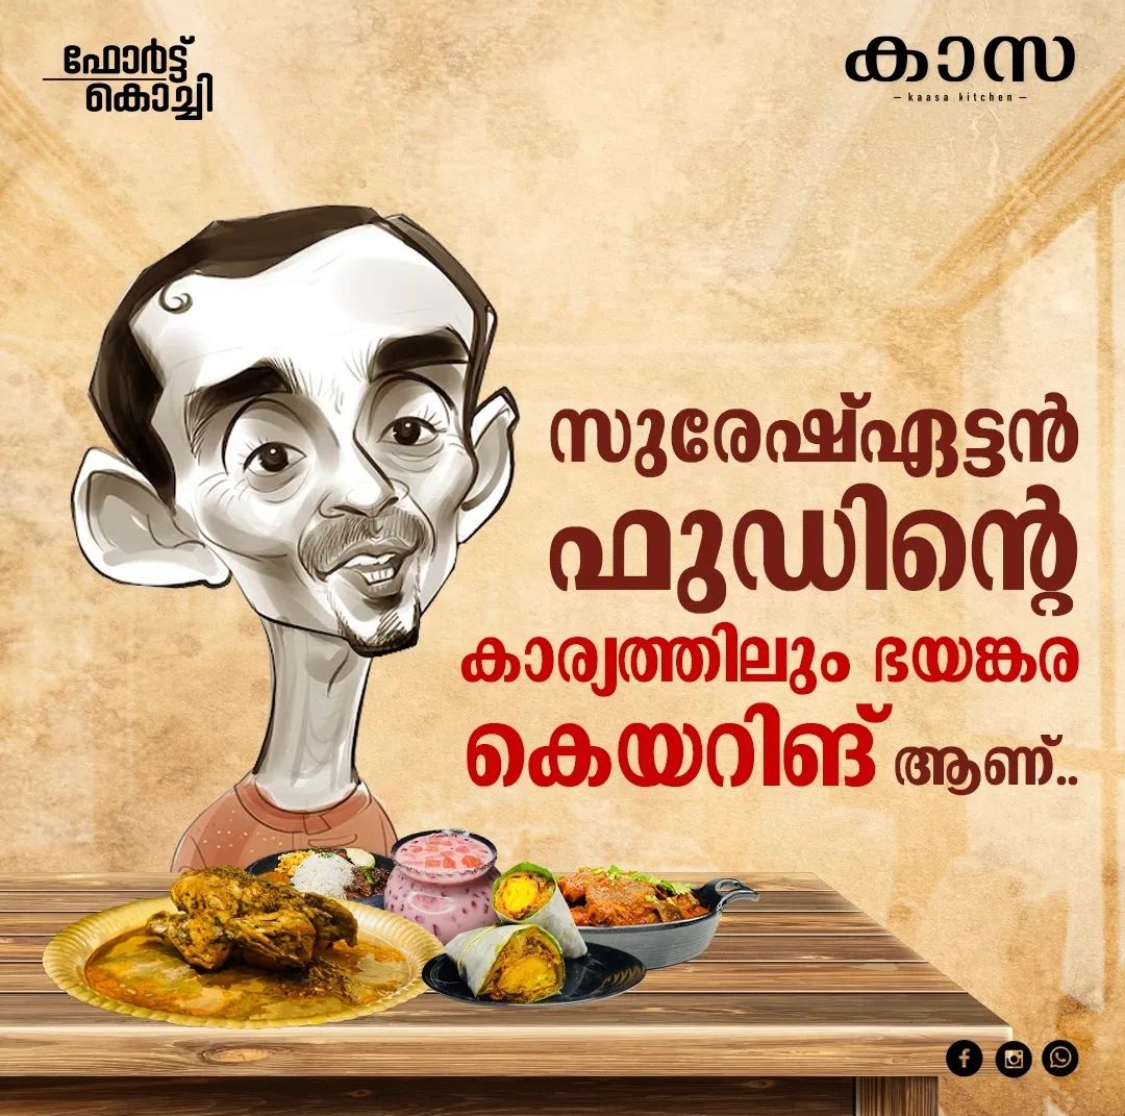 ഫോർട്ട്
കൊച്ചി
കാസ
– kaasa kitchen –
സുരേഷ്ഏട്ടൻ
ഫുഡിന്റെ
കാര്യത്തിലും ഭയങ്കര
കെയറിങ് ആണ്..